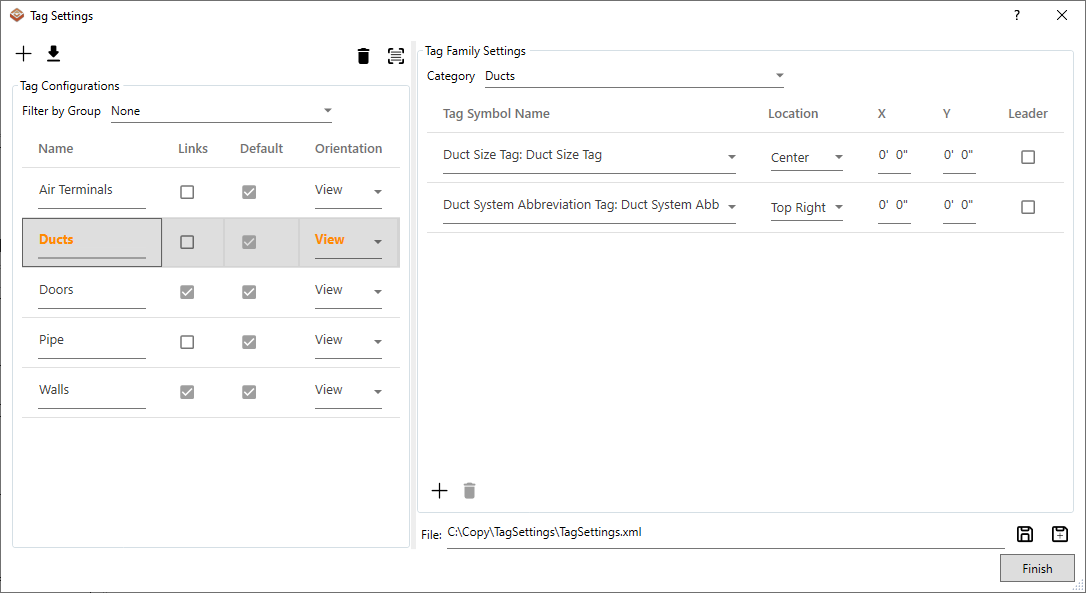 Tag Settings
?
Tag Configurations
Filter by Group None
Name Links Default Orientation
Air Terminals View
Ducts View
Doors View
Pipe View
Walls View
Tag Family Settings
Category Ducts
Tag Symbol Name Location X Y Leader
Duct Size Tag: Duct Size Tag Center 0' 0" 0' 0"
Duct System Abbreviation Tag: Duct System Abb Top Right 0' 0" 0' 0"
File: C:\Copy\TagSettings\TagSettings.xml
Finish